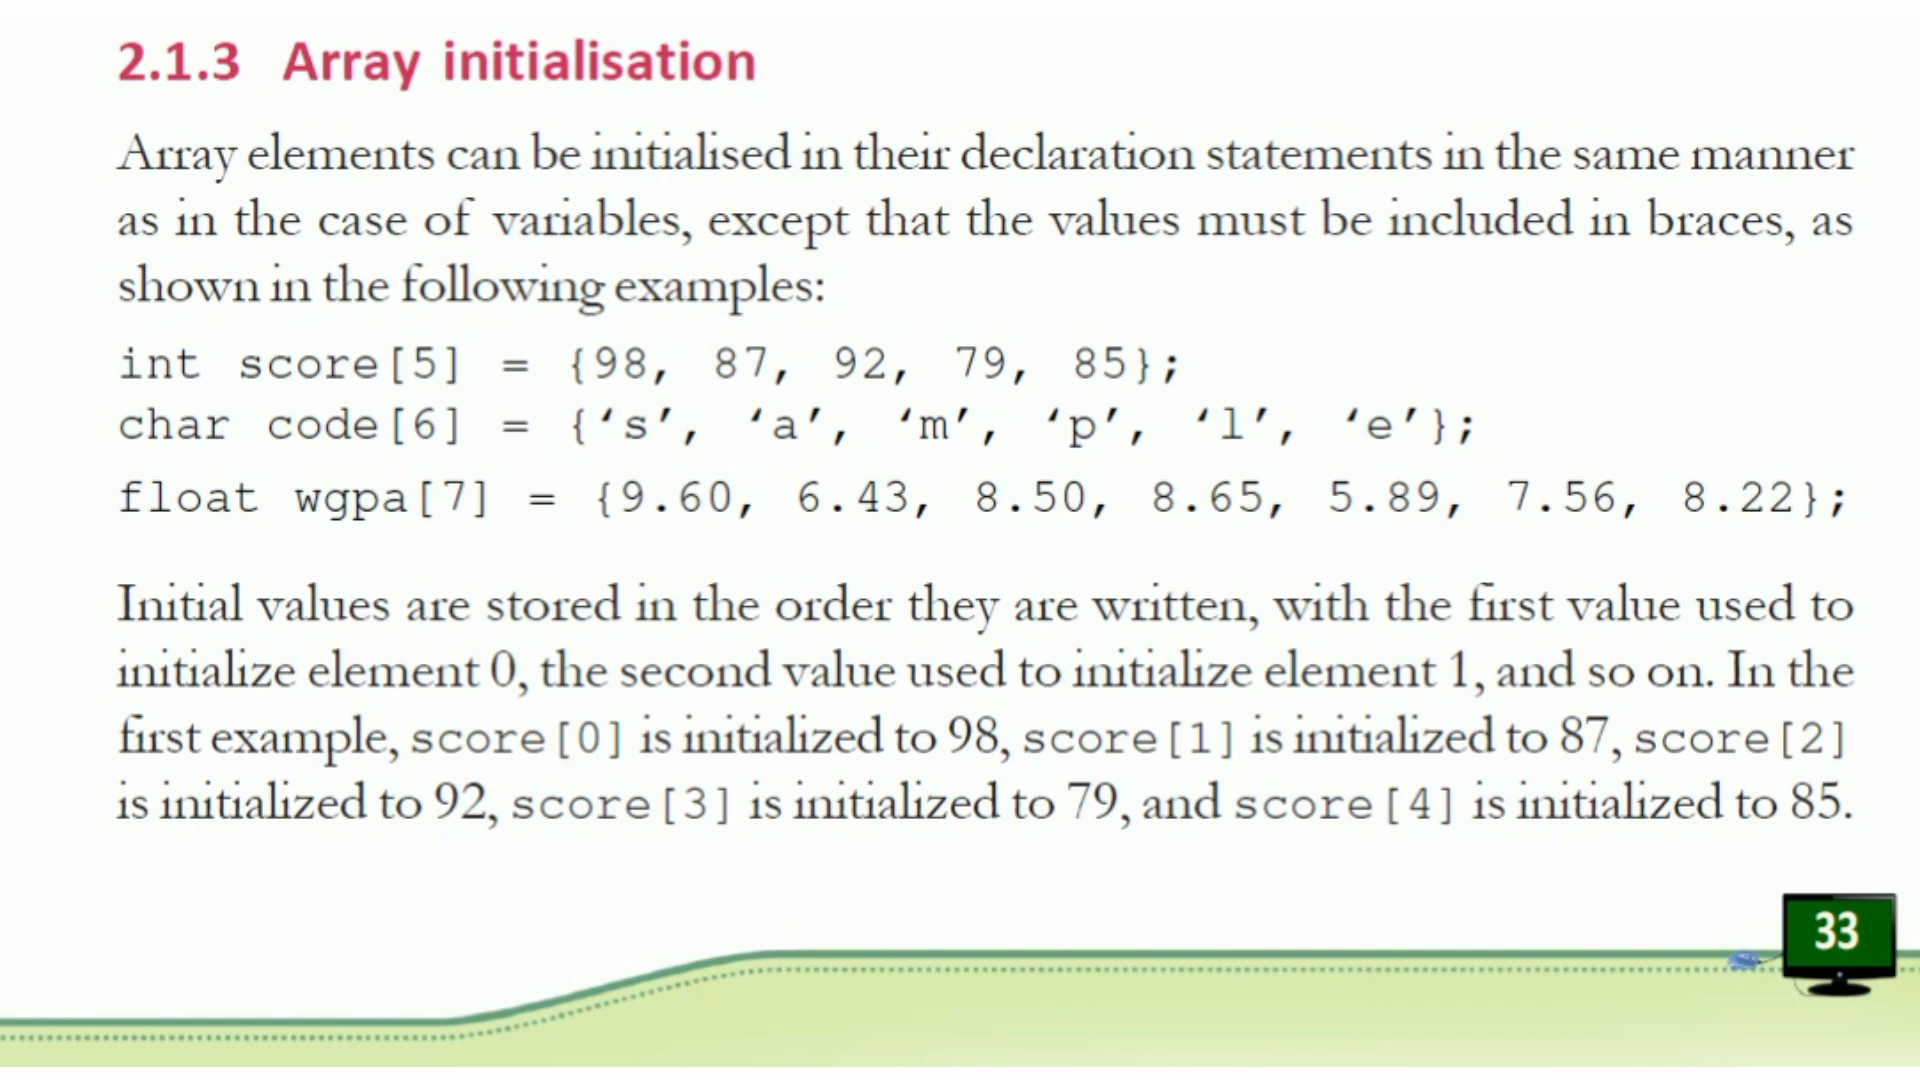 2.1.3 Array initialisation
Array elements can be initialised in their declaration statements in the same manner
as in the case of variables, except that the values must be included in braces, as
shown in the following examples:
int score[5] = {98, 87, 92, 79, 85};
char code[6] = {‘s’, ‘a’, ‘m’, ‘p’, ‘l’, ‘e’};
float wgpa[7] = {9.60, 6.43, 8.50, 8.65, 5.89, 7.56, 8.22};
Initial values are stored in the order they are written, with the first value used to
initialize element 0, the second value used to initialize element 1, and so on. In the
first example, score[0] is initialized to 98, score[1] is initialized to 87, score[2]
is initialized to 92, score[3] is initialized to 79, and score[4] is initialized to 85.
33